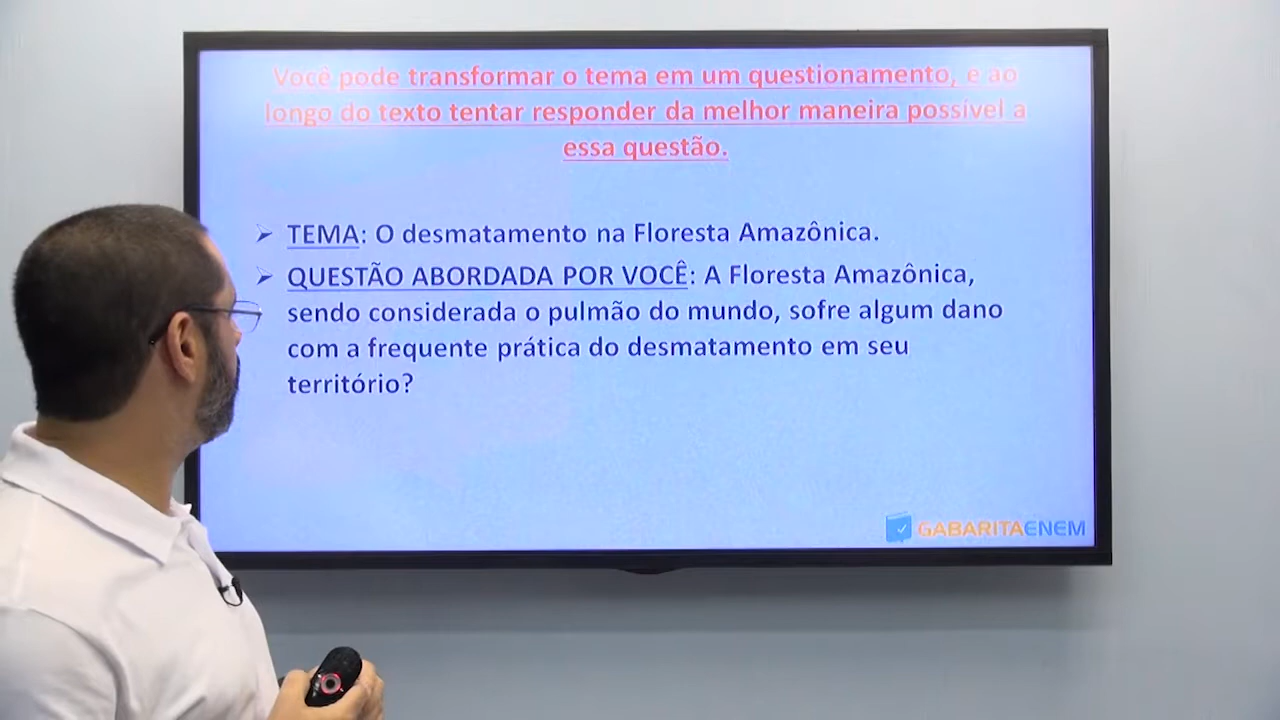 Você pode transformar o tema em um questionamento, e ao
longo do texto tentar responder da melhor maneira possível a
essa questão.
TEMA: O desmatamento na Floresta Amazônica.
QUESTÃO ABORDADA POR VOCÊ: A Floresta Amazônica,
sendo considerada o pulmão do mundo, sofre algum dano
com a frequente prática do desmatamento em seu
território?
GABARITAENEM